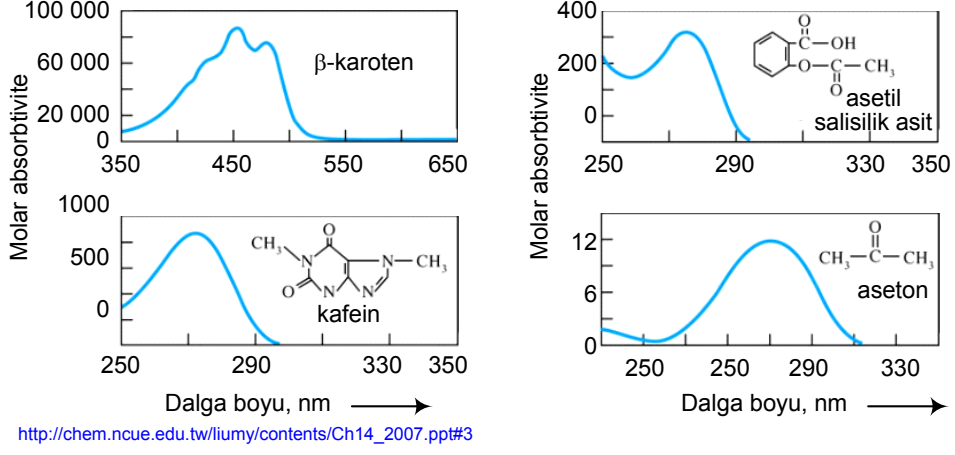 Molar absorbtivite
100 000
60 000
20 000
0
β-karoten
350
450
550
650
Molar absorbtivite
400
200
0
C
O
OH
O
C
O
CH3
asetil
salisilik asit
250
290
330
350
1000
500
0
CH3
N
O
O
N
N
N
CH3
kafein
250
290
330
350
Dalga boyu, nm
12
6
0
O
CH3
C
CH3
aseton
250
250
290
330
Dalga boyu, nm
http://chem.ncue.edu.tw/liumy/contents/Ch14_2007.ppt#3